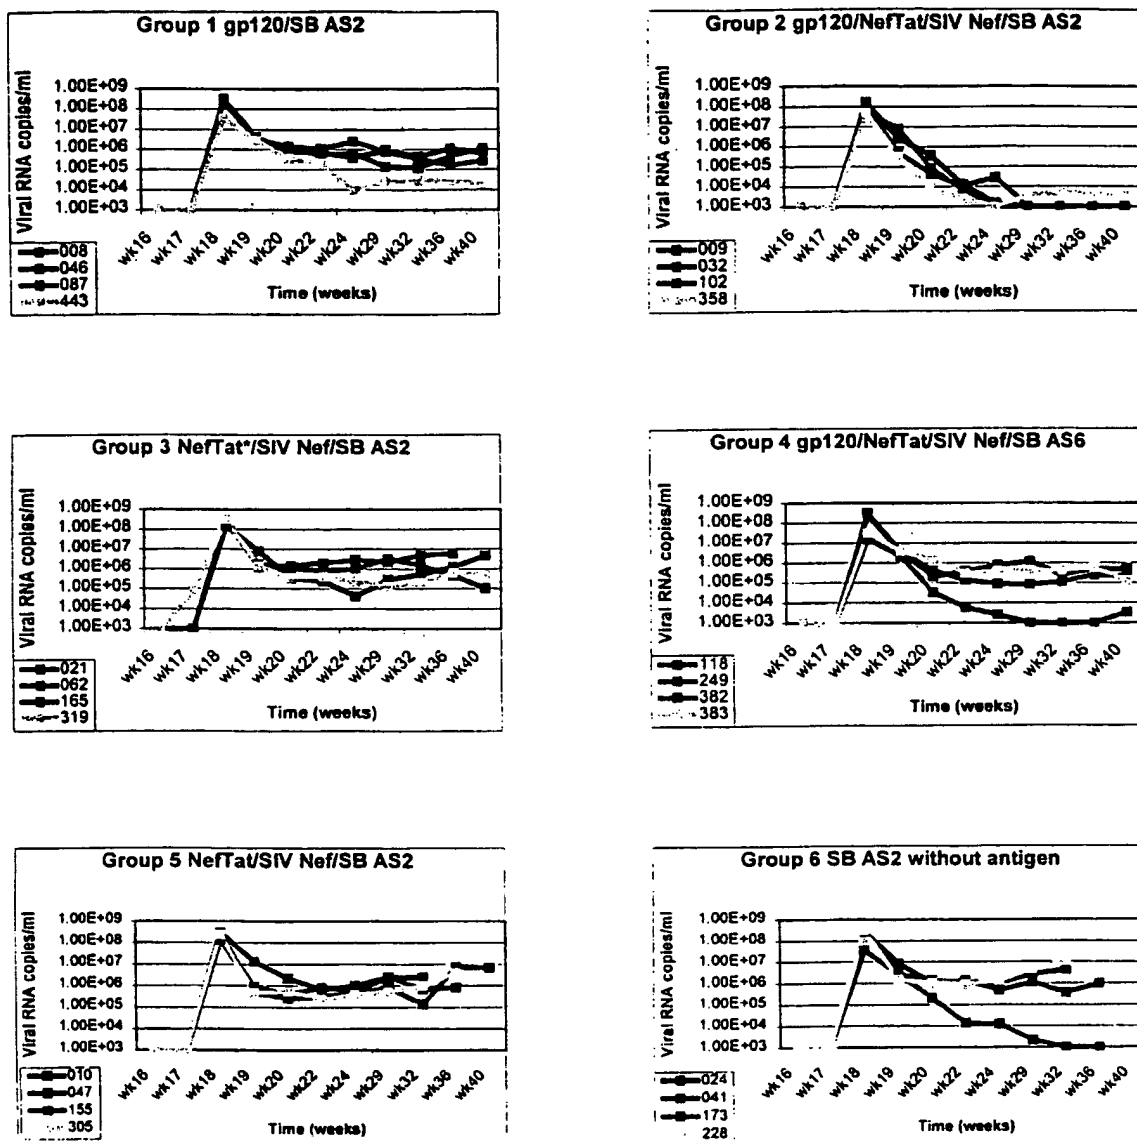 Group 1 gp120/SB AS2
Viral RNA copies/ml
1.00E+09
1.00E+08
1.00E+07
1.00E+06
1.00E+05
1.00E+04
1.00E+03
wk16
wk17
wk18
wk19
wk20
wk22
wk24
wk29
wk32
wk36
wk40
Time (weeks)
008
046
087
443
Group 2 gp120/NefTat/SIV Nef/SB AS2
Viral RNA copies/ml
1.00E+09
1.00E+08
1.00E+07
1.00E+06
1.00E+05
1.00E+04
1.00E+03
wk16
wk17
wk18
wk19
wk20
wk22
wk24
wk29
wk32
wk36
wk40
Time (weeks)
009
032
102
358
Group 3 NefTat*/SIV Nef/SB AS2
Viral RNA copies/ml
1.00E+09
1.00E+08
1.00E+07
1.00E+06
1.00E+05
1.00E+04
1.00E+03
wk16
wk17
wk18
wk19
wk20
wk22
wk24
wk29
wk32
wk36
wk40
Time (weeks)
021
062
165
319
Group 4 gp120/NefTat/SIV Nef/SB AS6
Viral RNA copies/ml
1.00E+09
1.00E+08
1.00E+07
1.00E+06
1.00E+05
1.00E+04
1.00E+03
wk16
wk17
wk18
wk19
wk20
wk22
wk24
wk29
wk32
wk36
wk40
Time (weeks)
118
249
382
383
Group 5 NefTat/SIV Nef/SB AS2
Viral RNA copies/ml
1.00E+09
1.00E+08
1.00E+07
1.00E+06
1.00E+05
1.00E+04
1.00E+03
wk16
wk17
wk18
wk19
wk20
wk22
wk24
wk29
wk32
wk36
wk40
Time (weeks)
010
047
155
305
Group 6 SB AS2 without antigen
Viral RNA copies/ml
1.00E+09
1.00E+08
1.00E+07
1.00E+06
1.00E+05
1.00E+04
1.00E+03
wk16
wk17
wk18
wk19
wk20
wk22
wk24
wk29
wk32
wk36
wk40
Time (weeks)
024
041
173
228